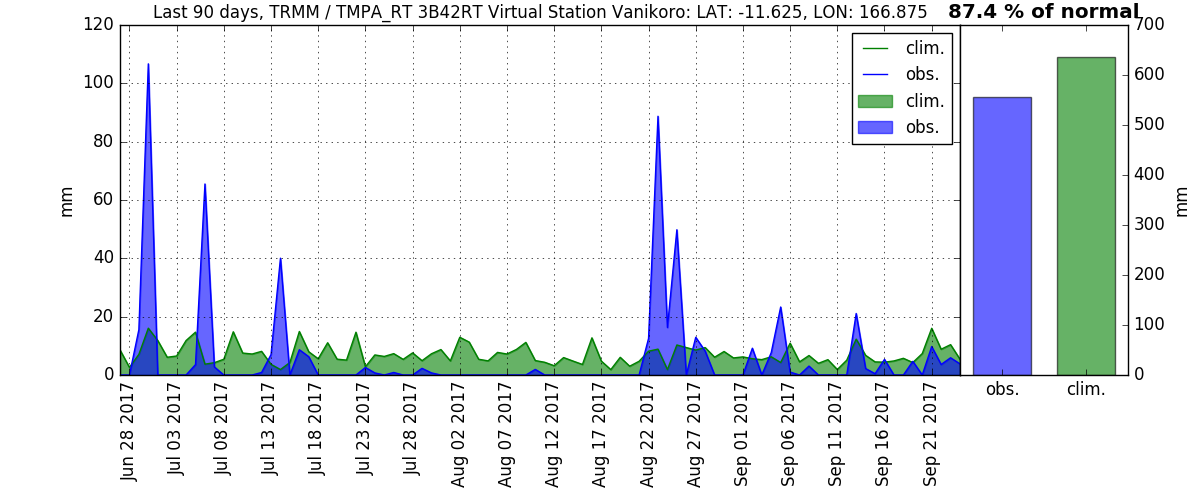 Last 90 days, TRMM / TMPA_RT 3B42RT Virtual Station Vanikoro: LAT: -11.625, LON: 166.875
87.4 % of normal
120
100
80
60
40
20
0
mm
clim.
obs.
clim.
obs.
Jun 28 2017
Jul 03 2017
Jul 08 2017
Jul 13 2017
Jul 18 2017
Jul 23 2017
Jul 28 2017
Aug 02 2017
Aug 07 2017
Aug 12 2017
Aug 17 2017
Aug 22 2017
Aug 27 2017
Sep 01 2017
Sep 06 2017
Sep 11 2017
Sep 16 2017
Sep 21 2017
700
600
500
400
300
200
100
0
mm
obs.
clim.